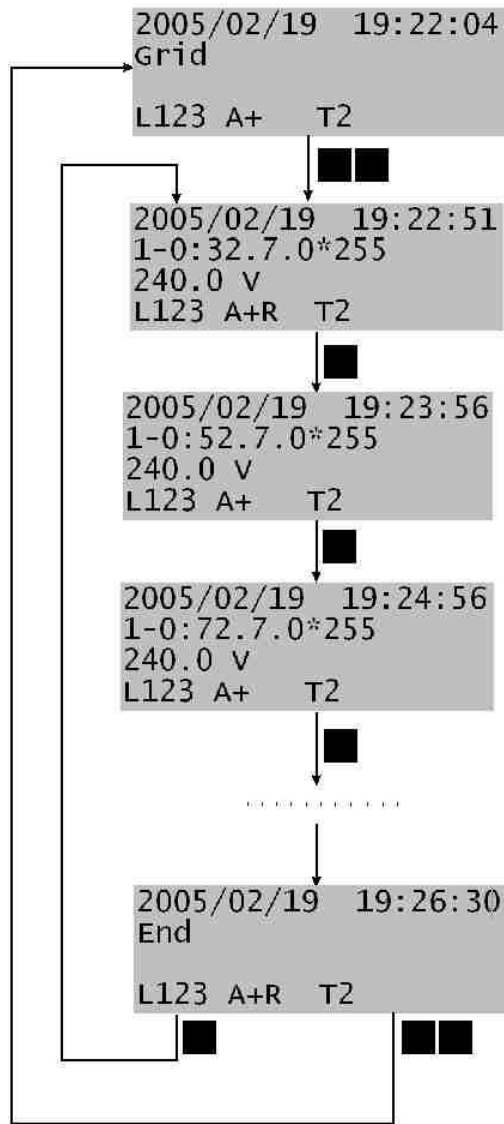 2005/02/19 19:22:04
Grid
L123 A+ T2
2005/02/19 19:22:51
1-0:32.7.0*255
240.0 V
L123 A+R T2
2005/02/19 19:23:56
1-0:52.7.0*255
240.0 V
L123 A+ T2
2005/02/19 19:24:56
1-0:72.7.0*255
240.0 V
L123 A+ T2
2005/02/19 19:26:30
End
L123 A+R T2